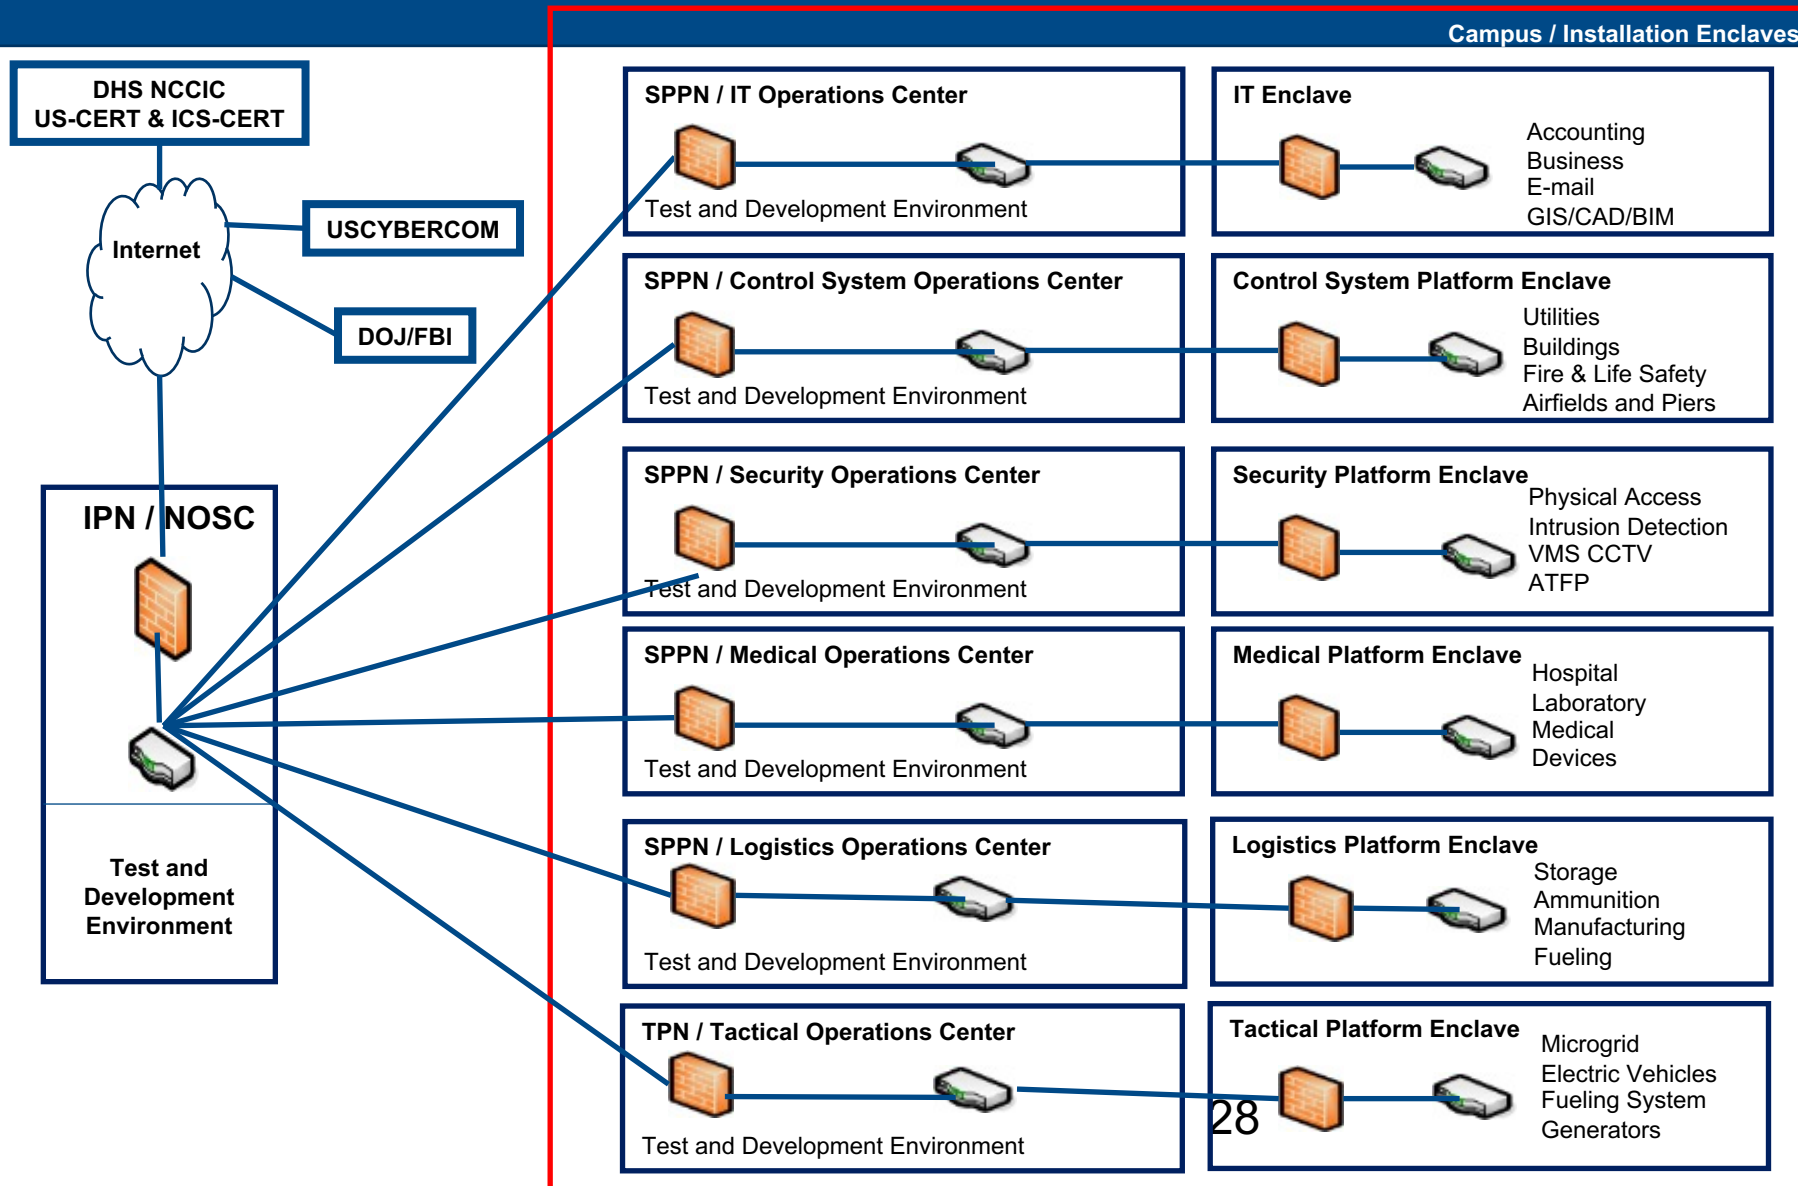 Campus / Installation Enclaves
DHS NCCIC
US-CERT & ICS-CERT
Internet
USCYBERCOM
DOJ/FBI
IPN / NOSC
Test and
Development
Environment
SPPN / IT Operations Center
Test and Development Environment
IT Enclave
Accounting
Business
E-mail
GIS/CAD/BIM
SPPN / Control System Operations Center
Test and Development Environment
Control System Platform Enclave
Utilities
Buildings
Fire & Life Safety
Airfields and Piers
SPPN / Security Operations Center
Test and Development Environment
Security Platform Enclave
Physical Access
Intrusion Detection
VMS CCTV
ATFP
SPPN / Medical Operations Center
Test and Development Environment
Medical Platform Enclave
Hospital
Laboratory
Medical
Devices
SPPN / Logistics Operations Center
Test and Development Environment
Logistics Platform Enclave
Storage
Ammunition
Manufacturing
Fueling
TPN / Tactical Operations Center
Test and Development Environment
Tactical Platform Enclave
Microgrid
Electric Vehicles
Fueling System
Generators
28